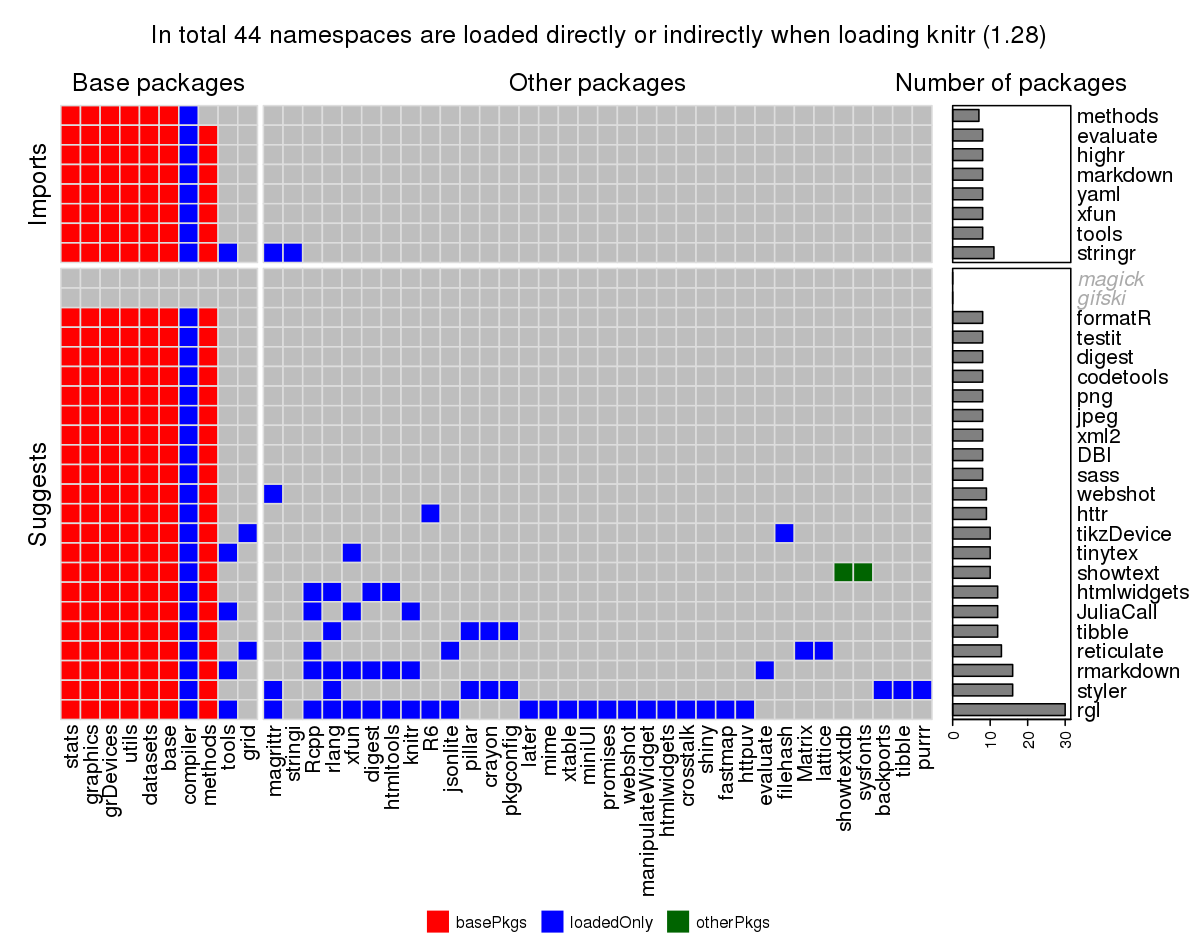 In total 44 namespaces are loaded directly or indirectly when loading knitr (1.28)
Base packages
Other packages
Number of packages
Imports
methods
evaluate
highr
markdown
yaml
xfun
tools
stringr
Suggests
magick
gifski
formatR
testit
digest
codetools
png
jpeg
xml2
DBI
sass
webshot
httr
tikzDevice
tinytex
showtext
htmlwidgets
JuliaCall
tibble
reticulate
rmarkdown
styler
rgl
0
10
20
30
stats
graphics
grDevices
utils
datasets
base
compiler
methods
tools
grid
magrittr
stringi
Rcpp
rlang
xfun
digest
htmltools
knitr
R6
jsonlite
pillar
crayon
pkgconfig
later
mime
xtable
miniUI
promises
webshot
manipulateWidget
htmlwidgets
crosstalk
shiny
fastmap
httpuv
evaluate
filehash
Matrix
lattice
showtextdb
sysfonts
backports
tibble
purrr
basePkgs
loadedOnly
otherPkgs